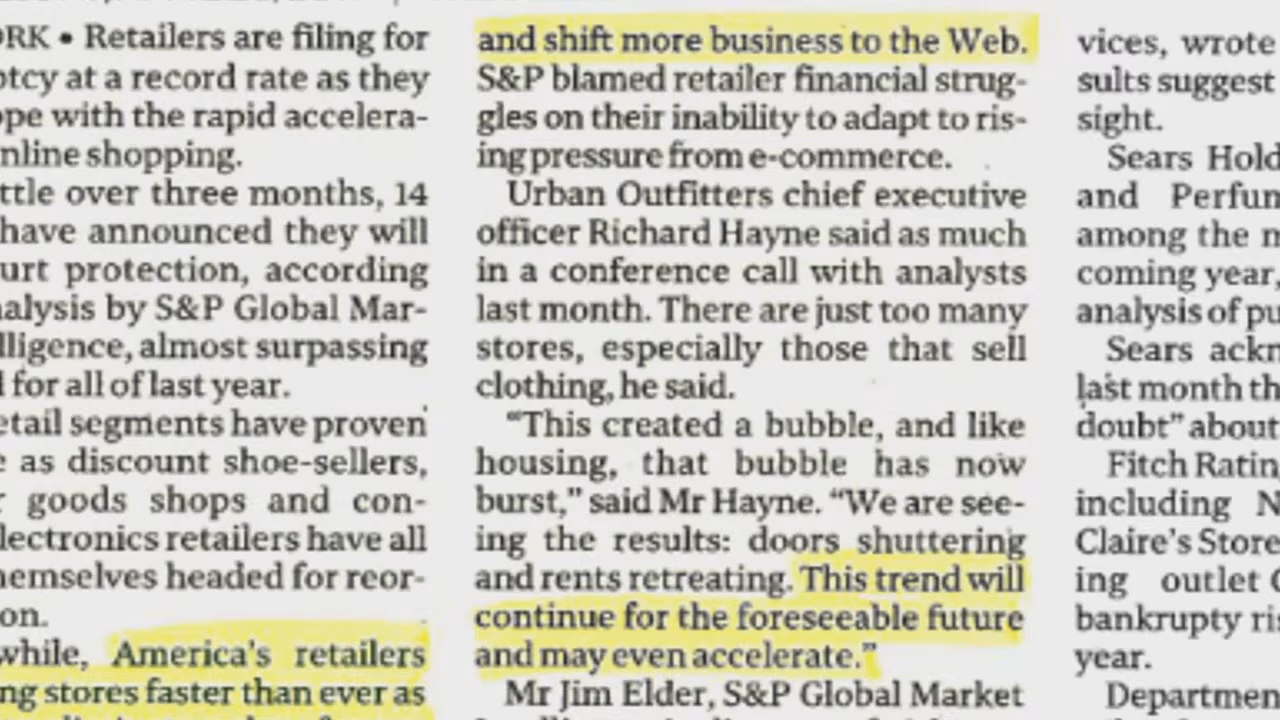 ORK • Retailers are filing for
ptcy at a record rate as they
ope with the rapid accelera-
nline shopping.
ttle over three months, 14
have announced they will
urt protection, according
nalysis by S&P Global Mar-
lligence, almost surpassing
l for all of last year.
etail segments have proven
e as discount shoe-sellers,
r goods shops and con-
lectronics retailers have all
hemselves headed for reor-
on.
while, America's retailers
ng stores faster than ever as
and shift more business to the Web.
S&P blamed retailer financial strug-
gles on their inability to adapt to ris-
ing pressure from e-commerce.
Urban Outfitters chief executive
officer Richard Hayne said as much
in a conference call with analysts
last month. There are just too many
stores, especially those that sell
clothing, he said.
“This created a bubble, and like
housing, that bubble has now
burst,” said Mr Hayne. “We are see-
ing the results: doors shuttering
and rents retreating. This trend will
continue for the foreseeable future
and may even accelerate.”
Mr Jim Elder, S&P Global Market
vices, wrote
sults suggest
sight.
Sears Hold
and Perfum
among the m
coming year,
analysis of pu
Sears ackn
last month th
doubt” about
Fitch Ratin
including N
Claire's Store
ing outlet
bankrupty ris
year.
Departmen